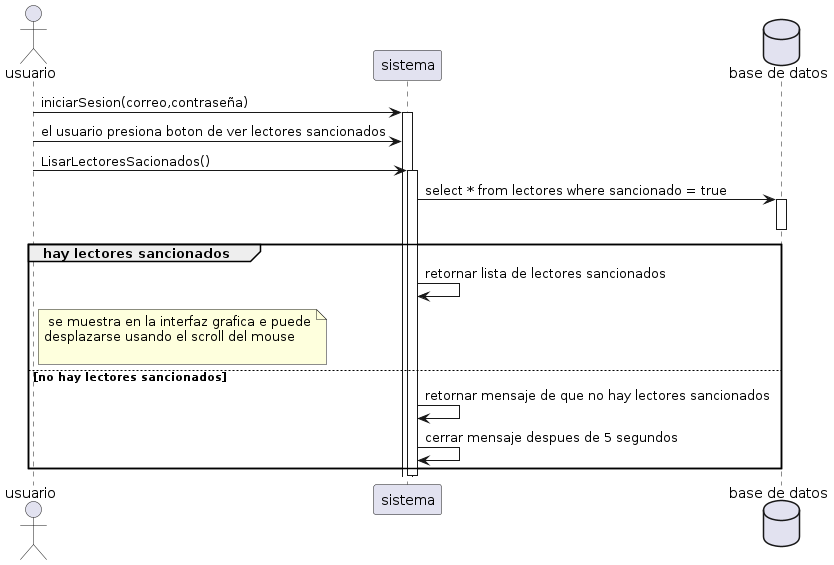 usuario
sistema
base de datos
iniciarSesion(correo,contraseña)
el usuario presiona boton de ver lectores sancionados
LisarLectoresSacionados()
select * from lectores where sancionado = true
hay lectores sancionados
retornar lista de lectores sancionados
se muestra en la interfaz grafica e puede
desplazarse usando el scroll del mouse
[no hay lectores sancionados]
retornar mensaje de que no hay lectores sancionados
cerrar mensaje despues de 5 segundos
usuario
sistema
base de datos